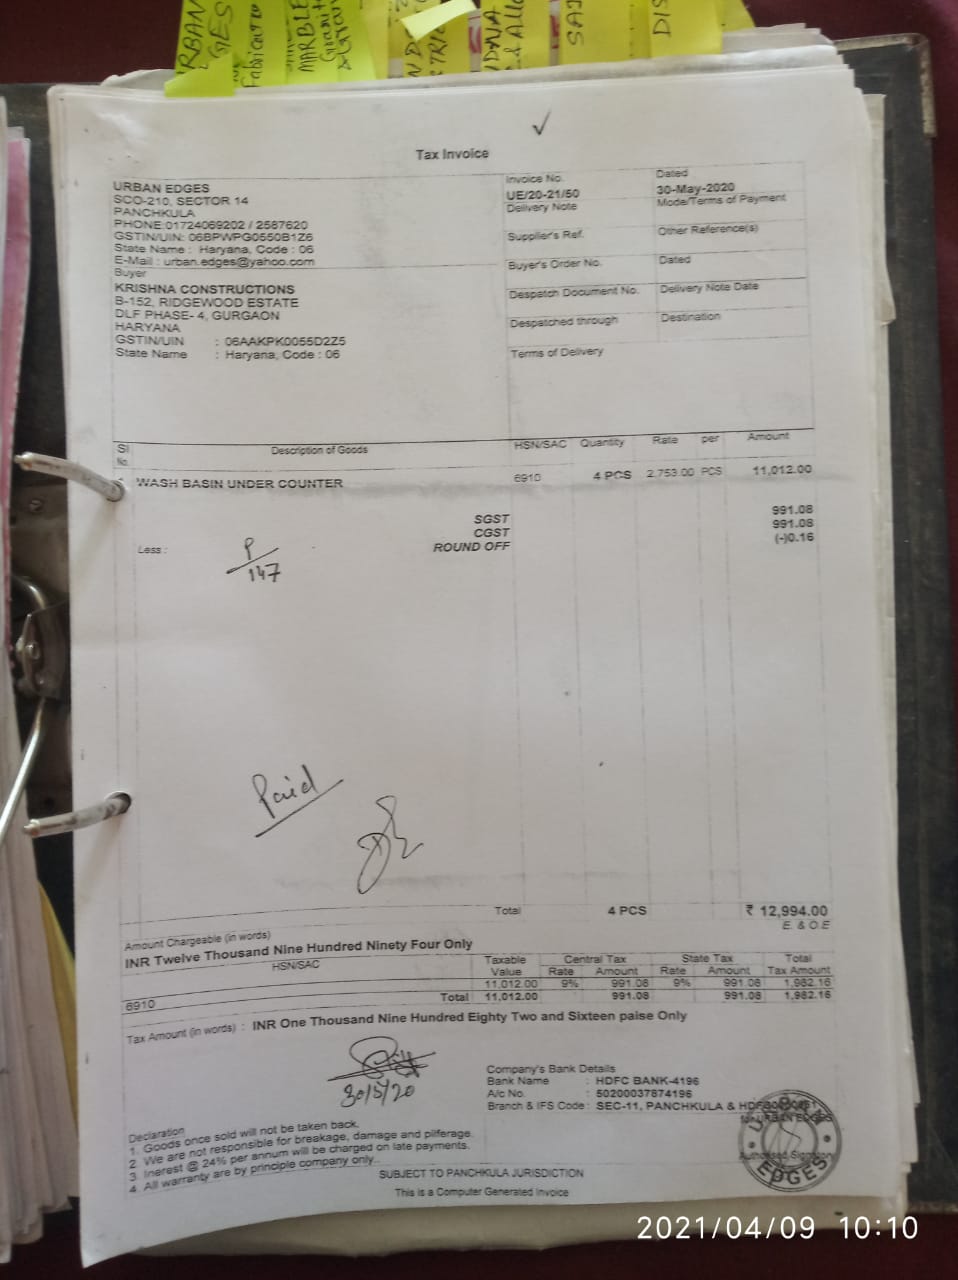 RBAN
GES
Fabricated
MARBLE
Granit
& Gran
SAI
DIS
Tax Invoice
URBAN EDGES
SCO-210, SECTOR 14
PANCHKULA
PHONE:01724069202 / 2587620
GSTIN/UIN: 06BPWPG0550B1Z6
State Name : Haryana, Code : 06
E-Mail : urban.edges@yahoo.com
Invoice No.
UE/20-21/50
Dated
30-May-2020
Delivery Note
Mode/Terms of Payment
Supplier's Ref.
Other Reference(s)
Buyer
KRISHNA CONSTRUCTIONS
B-152, RIDGEWOOD ESTATE
DLF PHASE- 4, GURGAON
HARYANA
GSTIN/UIN : 06AAKPK0055D2Z5
State Name : Haryana, Code : 06
Buyer's Order No.
Dated
Despatch Document No.
Delivery Note Date
Despatched through
Destination
Terms of Delivery
Sl No. Description of Goods HSN/SAC Quantity Rate per Amount
WASH BASIN UNDER COUNTER 6910 4 PCS 2,753.00 PCS 11,012.00
SGST 991.08
CGST 991.08
Less : ROUND OFF (-)0.16
P/147
Paid
Total 4 PCS ₹ 12,994.00
E. & O.E
Amount Chargeable (in words)
INR Twelve Thousand Nine Hundred Ninety Four Only
HSN/SAC Taxable Value Central Tax State Tax Total Tax Amount
Rate Amount Rate Amount
6910 11,012.00 9% 991.08 9% 991.08 1,982.16
Total 11,012.00 991.08 991.08 1,982.16
Tax Amount (in words) : INR One Thousand Nine Hundred Eighty Two and Sixteen paise Only
30/5/20
Company's Bank Details
Bank Name : HDFC BANK-4196
A/c No. : 50200037874196
Branch & IFS Code : SEC-11, PANCHKULA &
for URBAN EDGES
Authorised Signatory
EDGES
Declaration
1. Goods once sold will not be taken back.
2. We are not responsible for breakage, damage and pilferage.
3 Inerest @ 24% per annum will be charged on late payments.
4. All warranty are by principle company only..
SUBJECT TO PANCHKULA JURISDICTION
This is a Computer Generated Invoice
2021/04/09 10:10